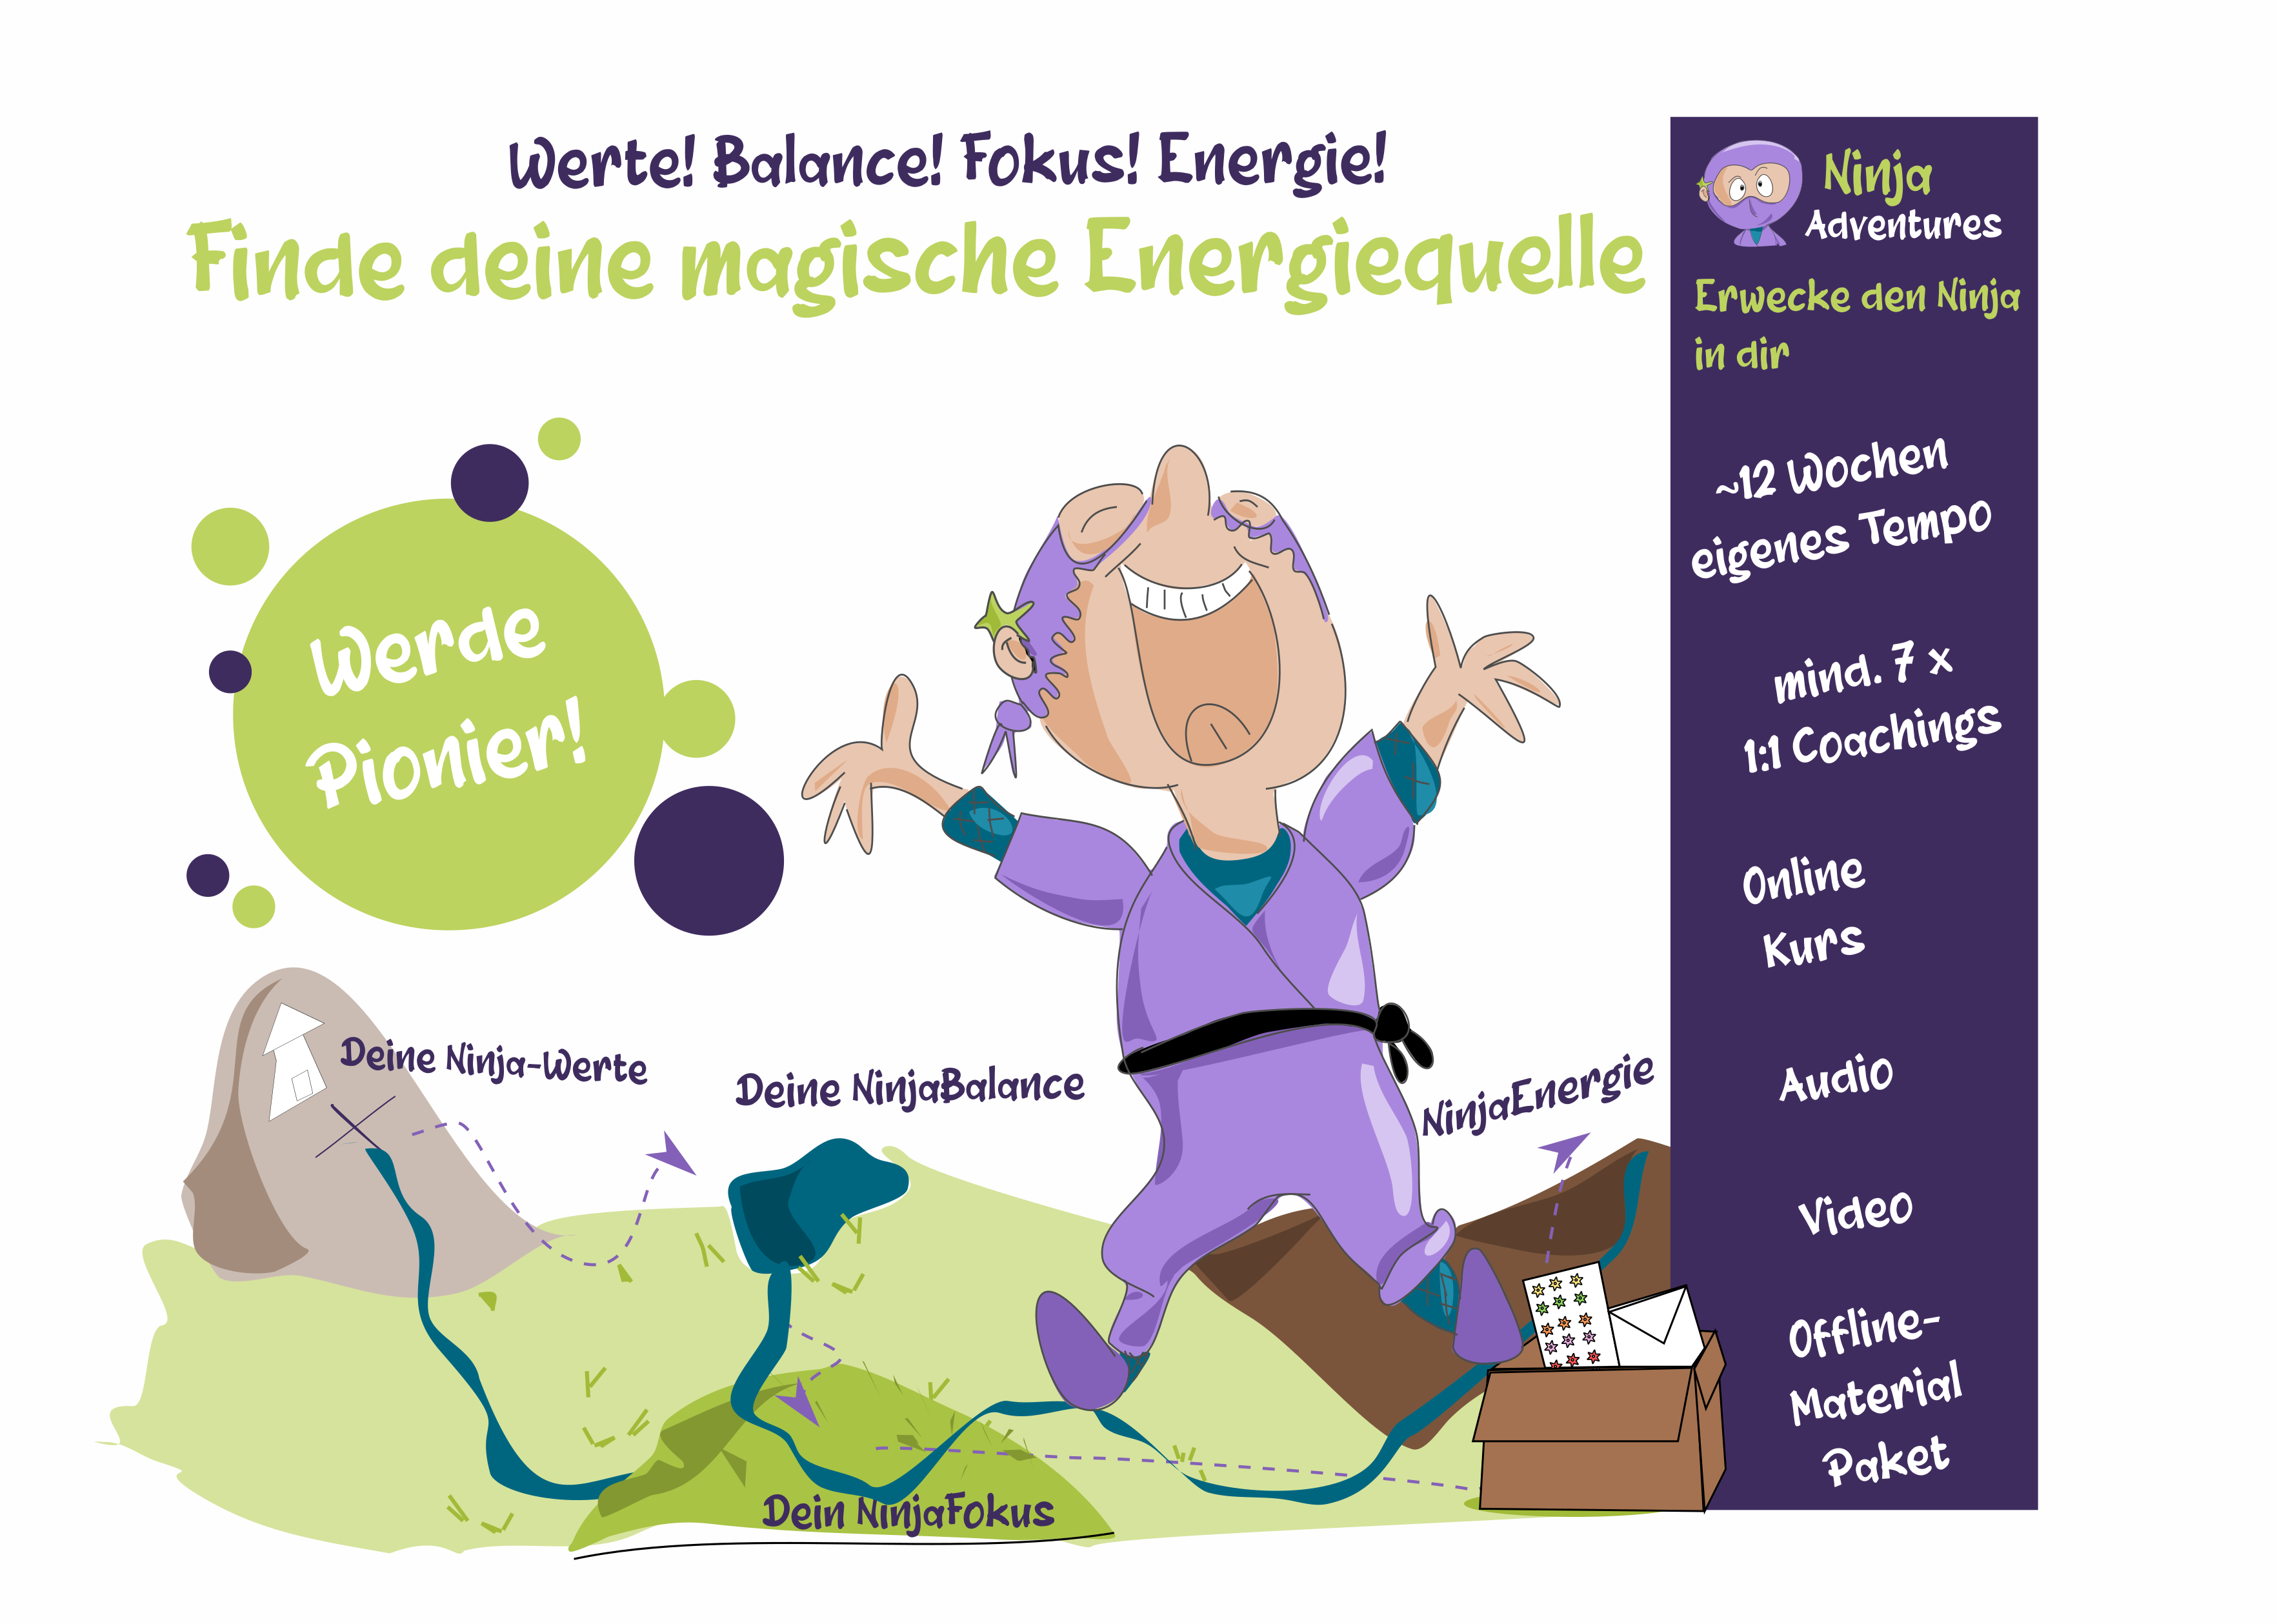 Werte! Balance! Fokus! Energie!
Finde deine magische Energiequelle
Werde
Pionier!
Deine Ninja-Werte
Deine NinjaBalance
NinjaEnergie
Dein NinjaFokus
Ninja
Adventures
Erwecke den Ninja
in dir
~12 Wochen
eigenes Tempo
mind. 7 x
1:1 Coachings
Online
Kurs
Audio
Video
Offline-
Material
Paket